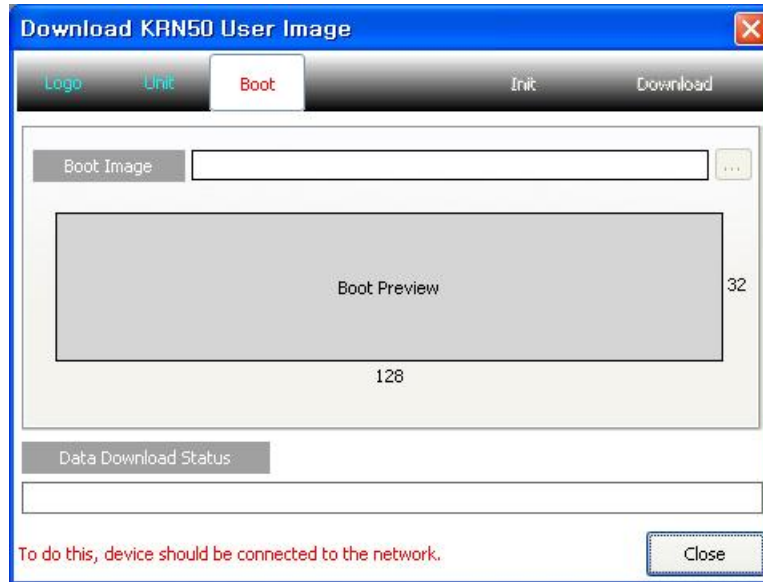 Download KRN50 User Image
Logo Unit Boot Init Download
Boot Image ...
Boot Preview
32
128
Data Download Status
To do this, device should be connected to the network.
Close